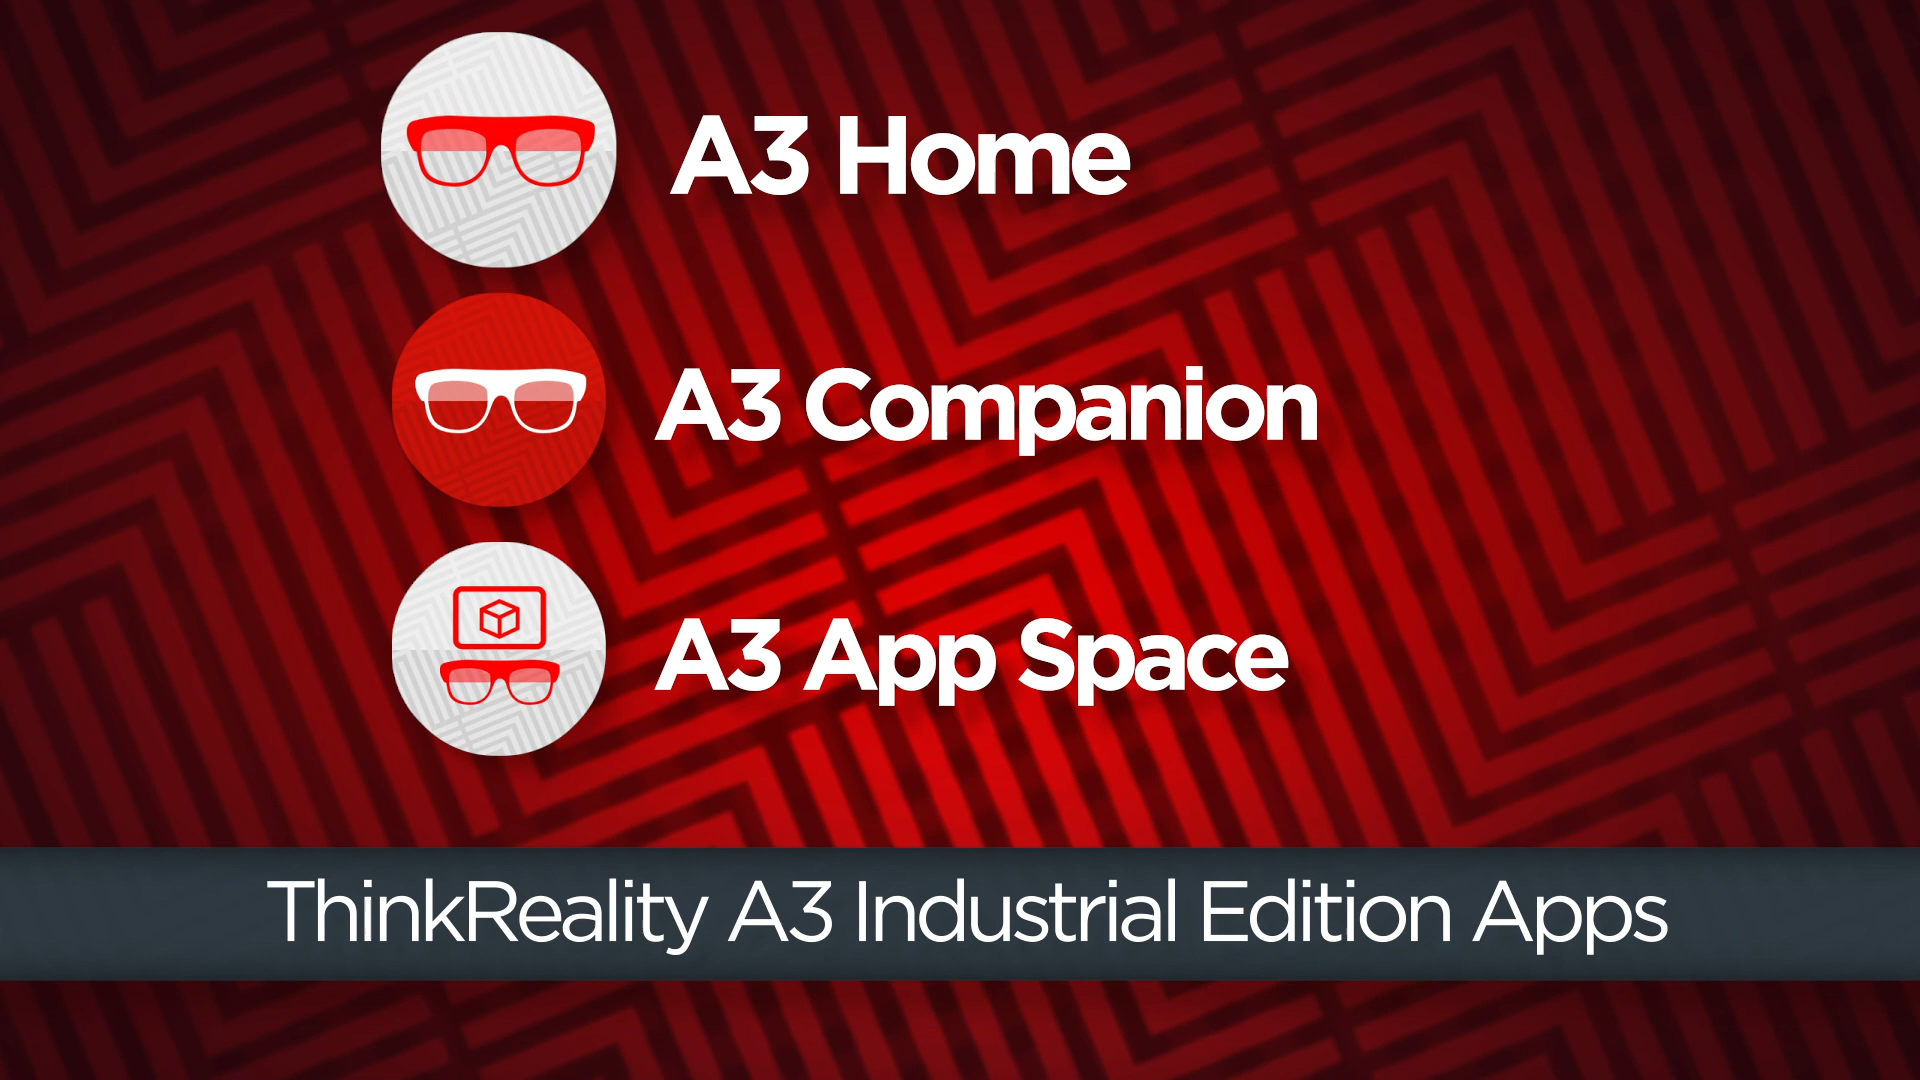 A3 Home
A3 Companion
A3 App Space
ThinkReality A3 Industrial Edition Apps